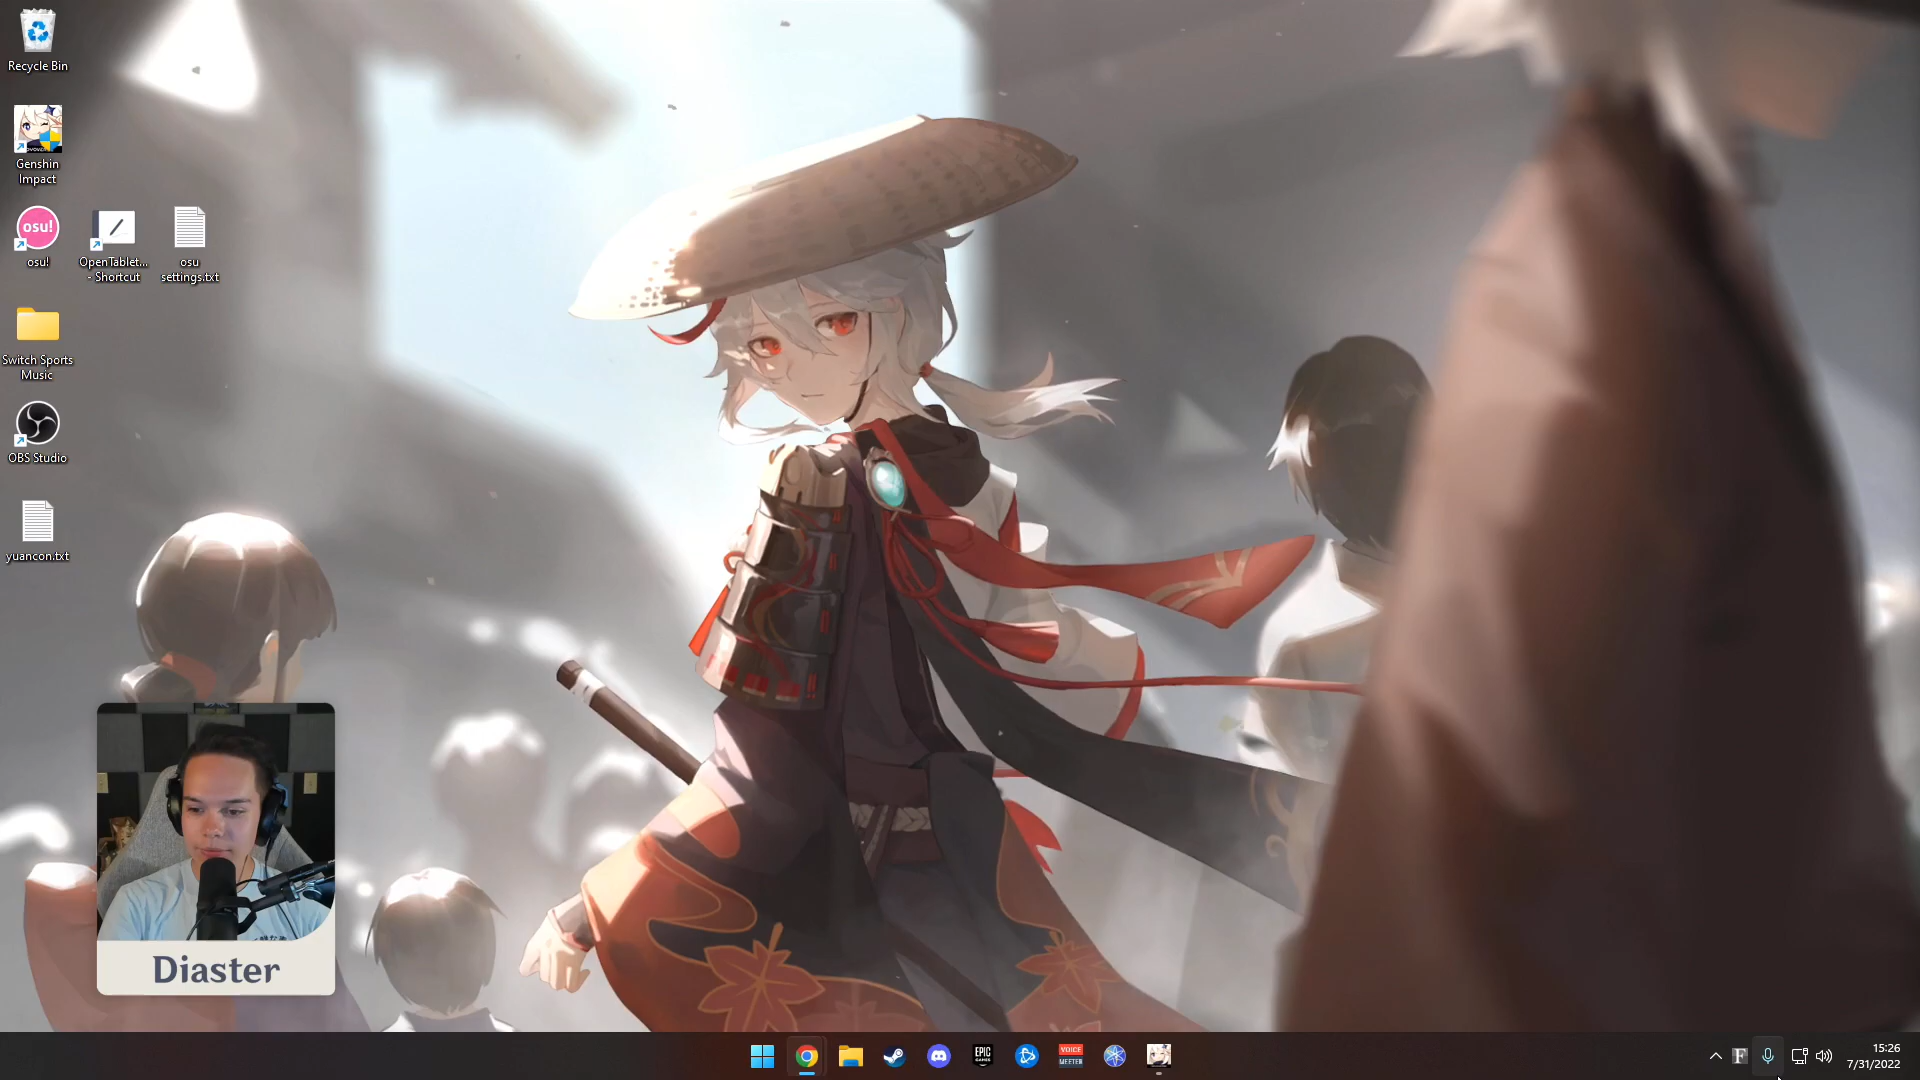 Recycle Bin
Genshin
Impact
osu!
osu!
OpenTablet...
- Shortcut
osu
settings.txt
Switch Sports
Music
OBS Studio
yuancon.txt
Diaster
EPIC
GAMES
VOICE
MEETER
F
15:26
7/31/2022